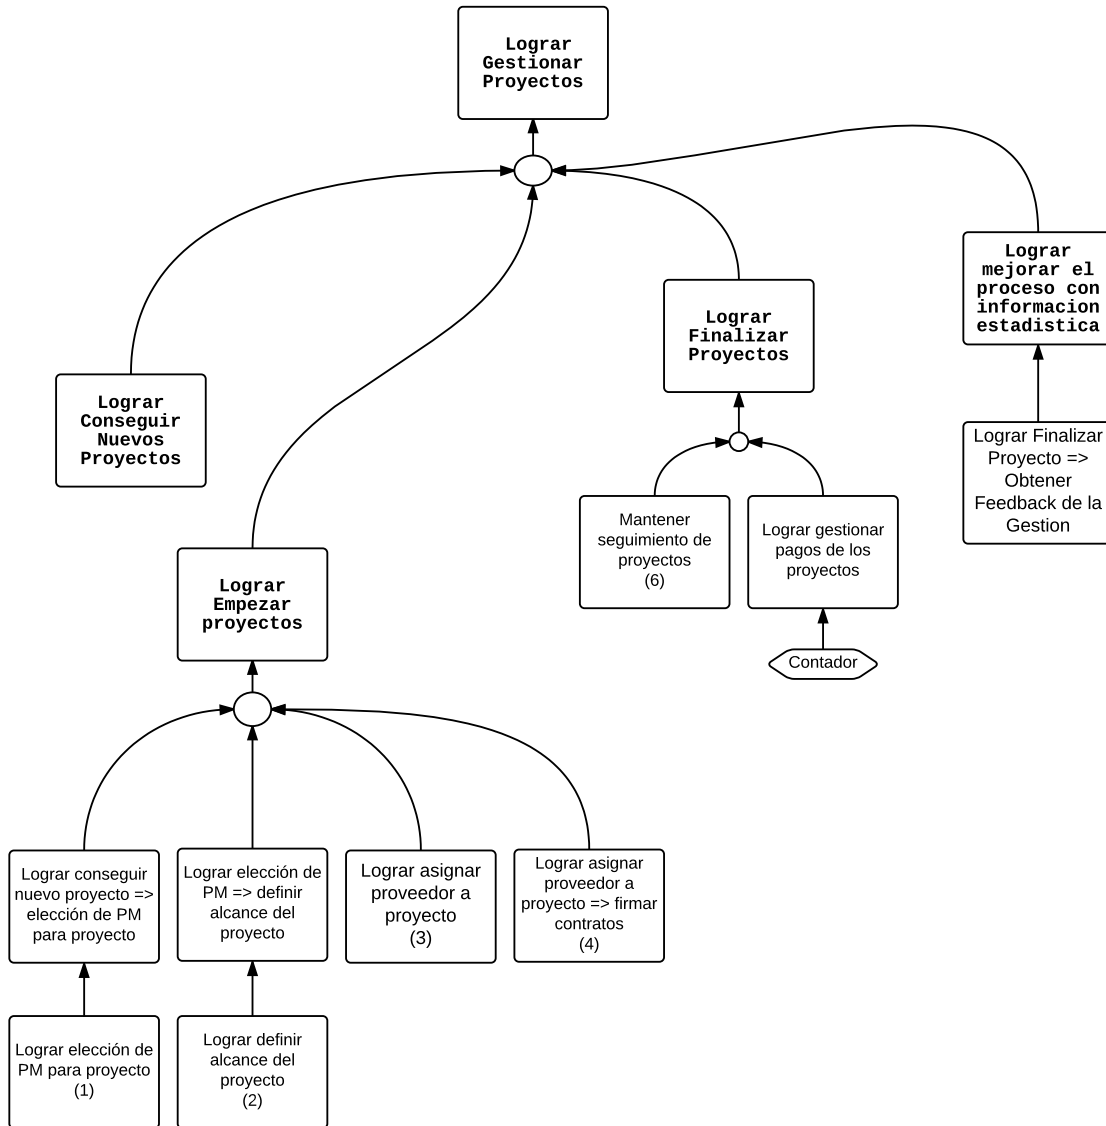 Lograr
Gestionar
Proyectos
Lograr
mejorar el
proceso con
informacion
estadistica
Lograr
Finalizar
Proyectos
Lograr
Conseguir
Nuevos
Proyectos
Lograr Finalizar
Proyecto =>
Obtener
Feedback de la
Gestion
Mantener
seguimiento de
proyectos
(6)
Lograr gestionar
pagos de los
proyectos
Lograr
Empezar
proyectos
Contador
Lograr conseguir
nuevo proyecto =>
elección de PM
para proyecto
Lograr elección de
PM => definir
alcance del
proyecto
Lograr asignar
proveedor a
proyecto
(3)
Lograr asignar
proveedor a
proyecto => firmar
contratos
(4)
Lograr elección de
PM para proyecto
(1)
Lograr definir
alcance del
proyecto
(2)